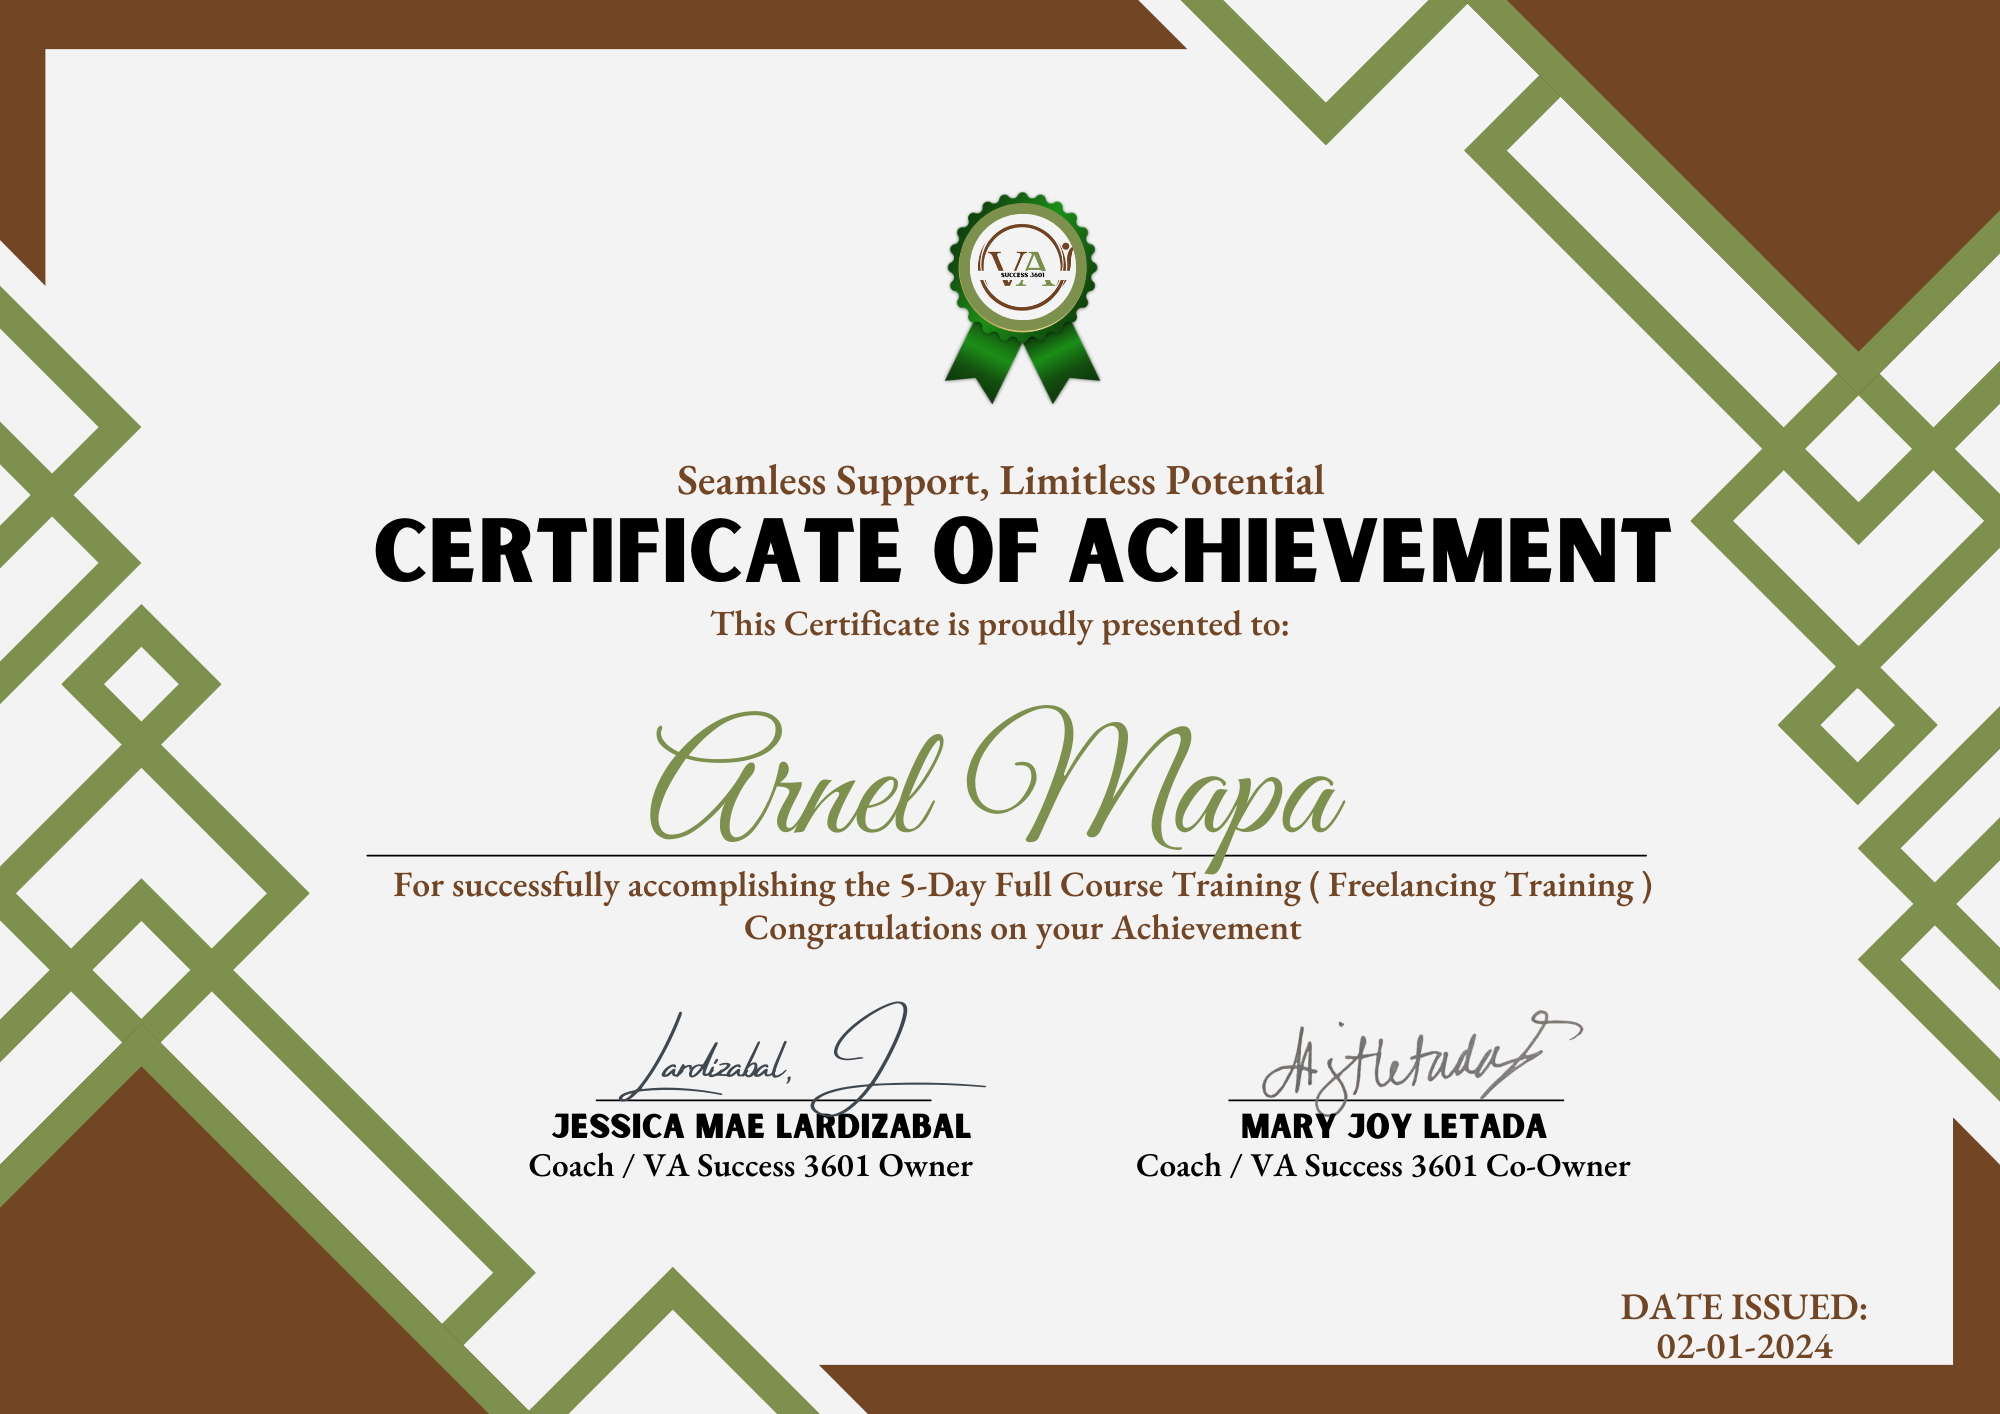 VA
SUCCESS 3601
Seamless Support, Limitless Potential
CERTIFICATE OF ACHIEVEMENT
This Certificate is proudly presented to:
Arnel Mapa
For successfully accomplishing the 5-Day Full Course Training ( Freelancing Training )
Congratulations on your Achievement
Lardizabal, J
JESSICA MAE LARDIZABAL
Coach / VA Success 3601 Owner
MARY JOY LETADA
Coach / VA Success 3601 Co-Owner
DATE ISSUED:
02-01-2024